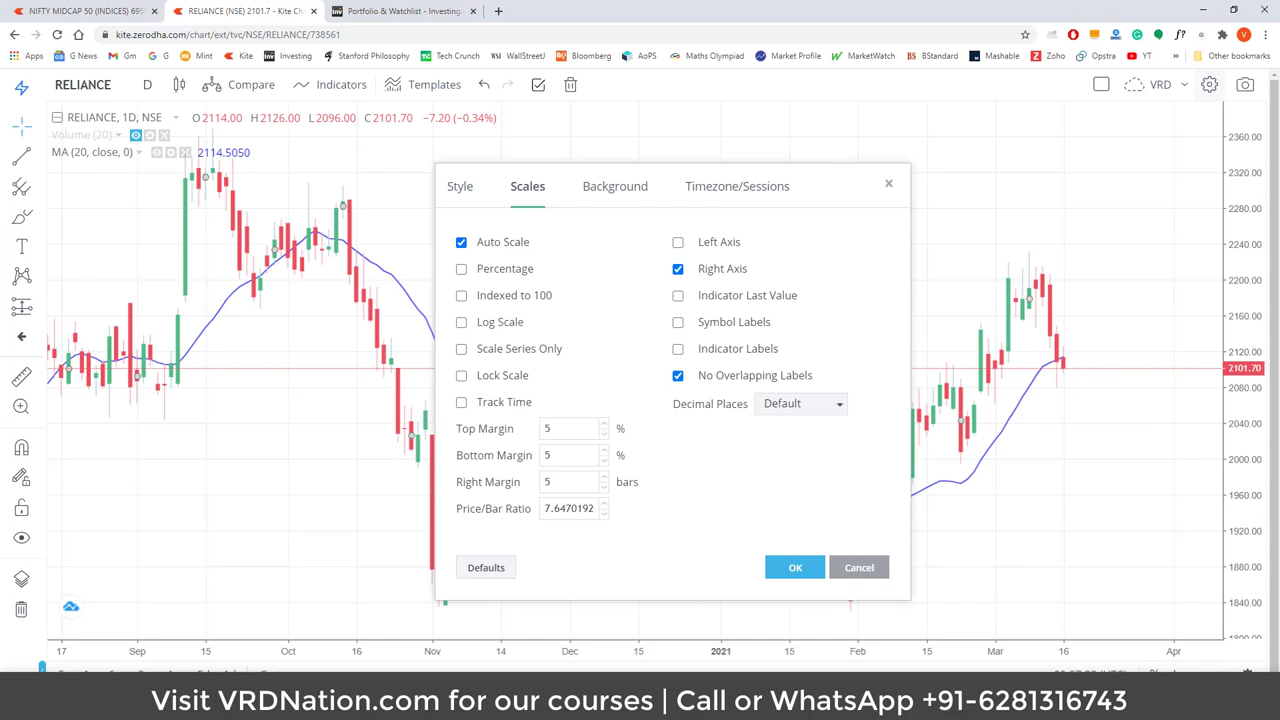 NIFTY MIDCAP 50 (INDICES) 695
RELIANCE (NSE) 2101.7 - Kite Cha
Portfolio & Watchlist - Investing.
kite.zerodha.com/chart/ext/tvc/NSE/RELIANCE/738561
Apps G News Gm G G Mint Kite Investing Stanford Philosophy Tech Crunch WallStreet Bloomberg AoPS Maths Olympiad Market Profile MarketWatch BStandard Mashable Zoho Opstra YT Other bookmarks
RELIANCE D Compare Indicators Templates VRD
RELIANCE, 1D, NSE O2114.00 H2126.00 L2096.00 C2101.70 −7.20 (−0.34%)
Volume (20)
MA (20, close, 0) 2114.5050
Style Scales Background Timezone/Sessions
Auto Scale Left Axis
Percentage Right Axis
Indexed to 100 Indicator Last Value
Log Scale Symbol Labels
Scale Series Only Indicator Labels
Lock Scale No Overlapping Labels
Track Time Decimal Places Default
Top Margin 5 %
Bottom Margin 5 %
Right Margin 5 bars
Price/Bar Ratio 7.6470192
Defaults OK Cancel
2360.00
2320.00
2280.00
2240.00
2200.00
2160.00
2120.00
2101.70
2080.00
2040.00
2000.00
1960.00
1920.00
1880.00
1840.00
1800.00
17 Sep 15 Oct 16 Nov 14 Dec 15 2021 15 Feb 15 Mar 16 Apr
Visit VRDNation.com for our courses | Call or WhatsApp +91-6281316743